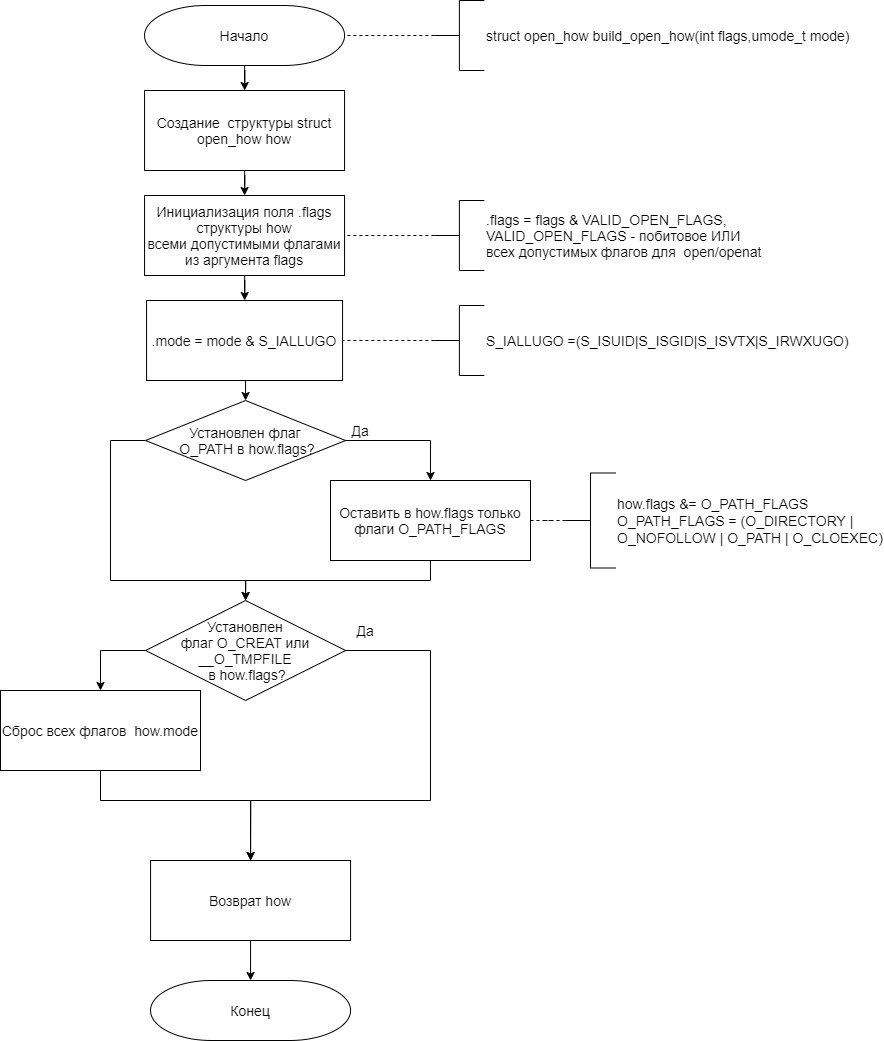 Начало
struct open_how build_open_how(int flags,umode_t mode)
Создание структуры struct
open_how how
Инициализация поля .flags
структуры how
всеми допустимыми флагами
из аргумента flags
.flags = flags & VALID_OPEN_FLAGS,
VALID_OPEN_FLAGS - побитовое ИЛИ
всех допустимых флагов для open/openat
.mode = mode & S_IALLUGO
S_IALLUGO =(S_ISUID|S_ISGID|S_ISVTX|S_IRWXUGO)
Установлен флаг
O_PATH в how.flags?
Да
Оставить в how.flags только
флаги O_PATH_FLAGS
how.flags &= O_PATH_FLAGS
O_PATH_FLAGS = (O_DIRECTORY |
O_NOFOLLOW | O_PATH | O_CLOEXEC)
Установлен
флаг O_CREAT или
__O_TMPFILE
в how.flags?
Да
Сброс всех флагов how.mode
Возврат how
Конец